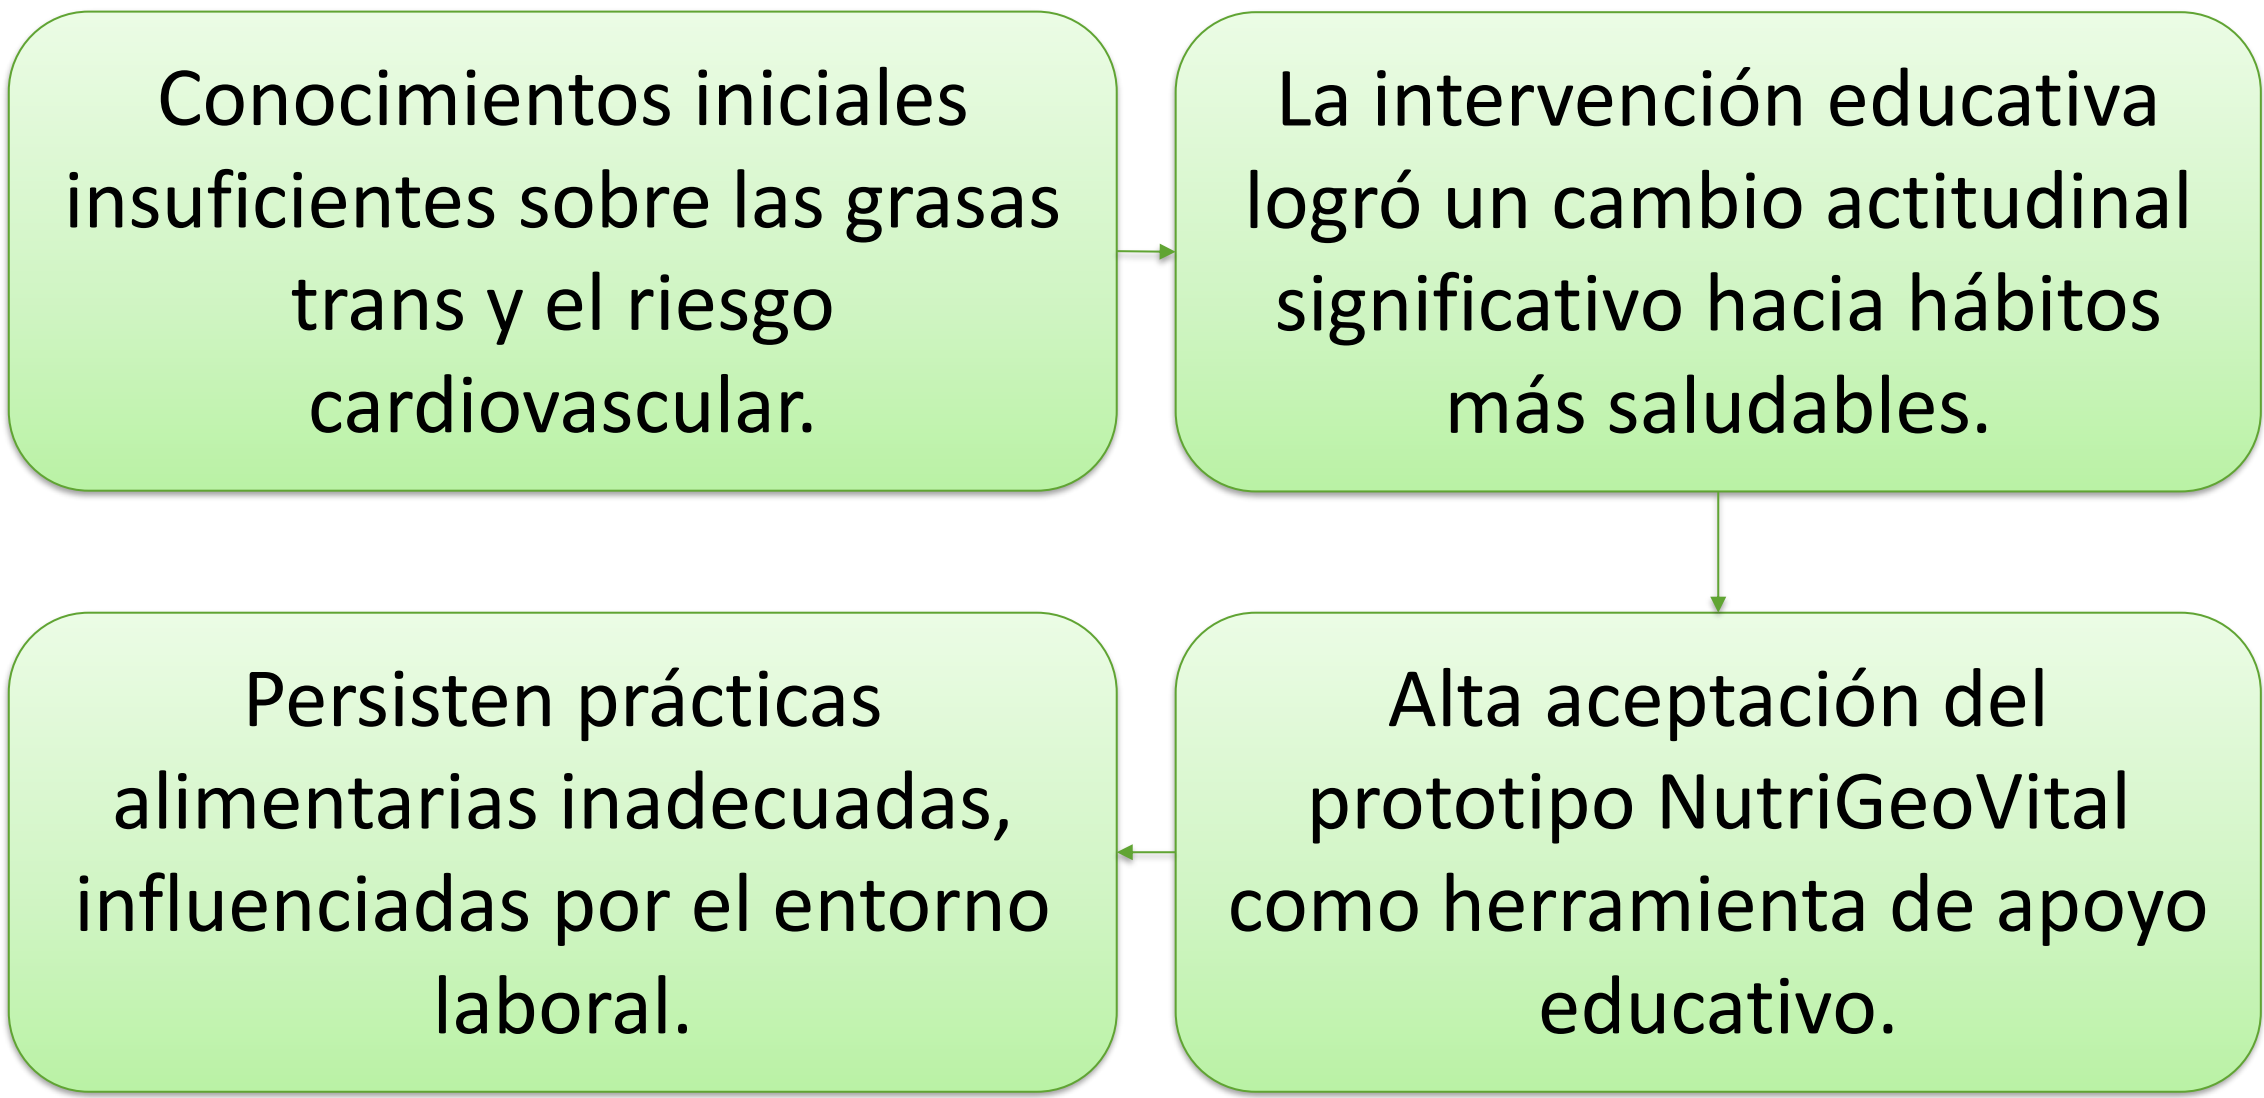 Conocimientos iniciales
insuficientes sobre las grasas
trans y el riesgo
cardiovascular.
La intervención educativa
logró un cambio actitudinal
significativo hacia hábitos
más saludables.
Alta aceptación del
prototipo NutriGeoVital
como herramienta de apoyo
educativo.
Persisten prácticas
alimentarias inadecuadas,
influenciadas por el entorno
laboral.